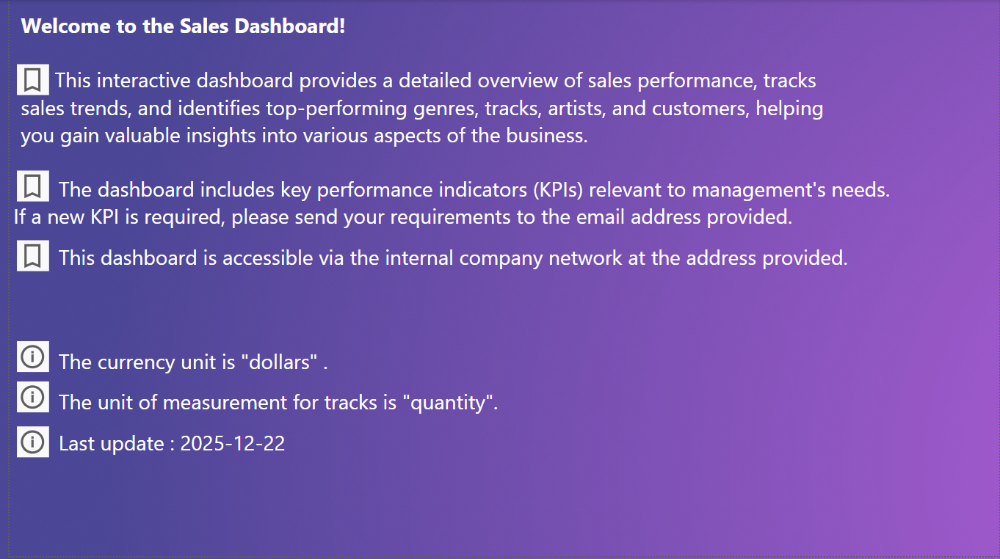 Welcome to the Sales Dashboard!
This interactive dashboard provides a detailed overview of sales performance, tracks
sales trends, and identifies top-performing genres, tracks, artists, and customers, helping
you gain valuable insights into various aspects of the business.
The dashboard includes key performance indicators (KPIs) relevant to management's needs.
If a new KPI is required, please send your requirements to the email address provided.
This dashboard is accessible via the internal company network at the address provided.
The currency unit is "dollars" .
The unit of measurement for tracks is "quantity".
Last update : 2025-12-22